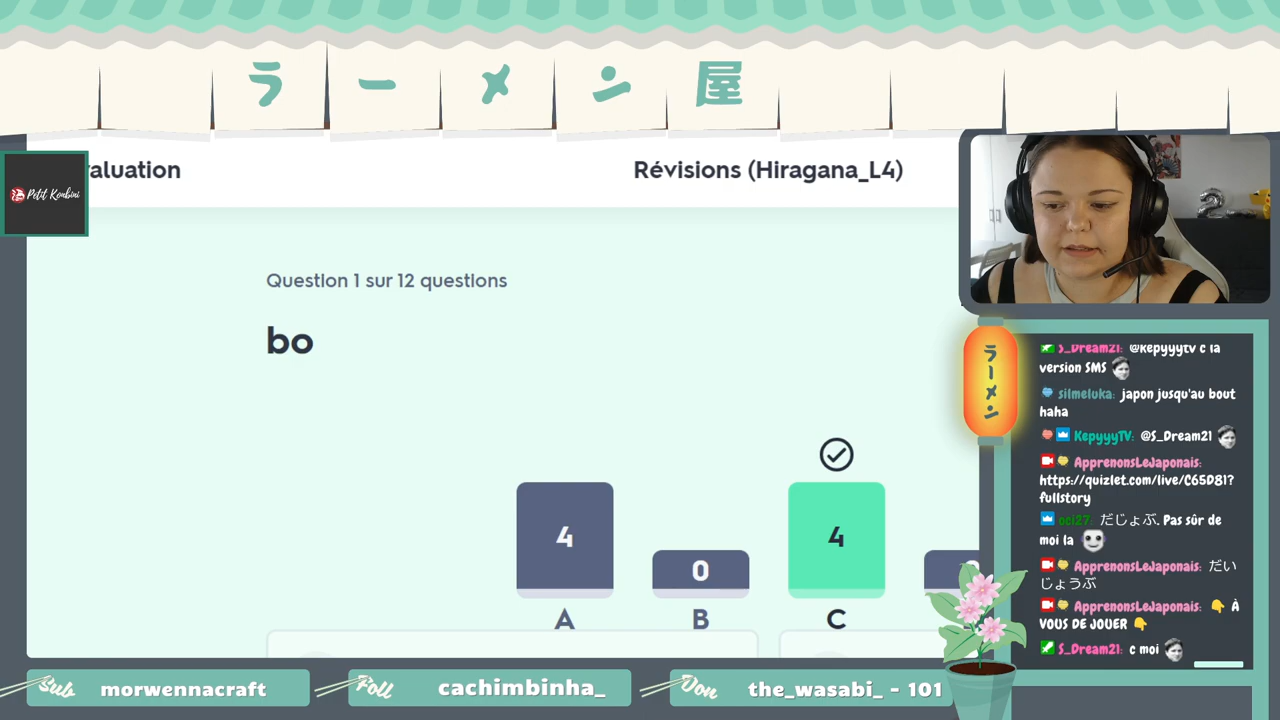 ラーメン屋
Petit Konbini
aluation
Révisions (Hiragana_L4)
Question 1 sur 12 questions
bo
4
0
4
A
B
C
ラーメン
S_Dream21: @KepyyyTV c la
version SMS
silmeluka: japon jusqu'au bout
haha
KepyyyTV: @S_Dream21
ApprenonsLeJaponais:
https://quizlet.com/live/C65D81?
fullstory
oci27: だじょぶ. Pas sûr de
moi la
ApprenonsLeJaponais: だい
じょうぶ
ApprenonsLeJaponais: 👇 À
VOUS DE JOUER 👇
S_Dream21: c moi
Sub morwennacraft
Foll cachimbinha_
Don the_wasabi_ - 101